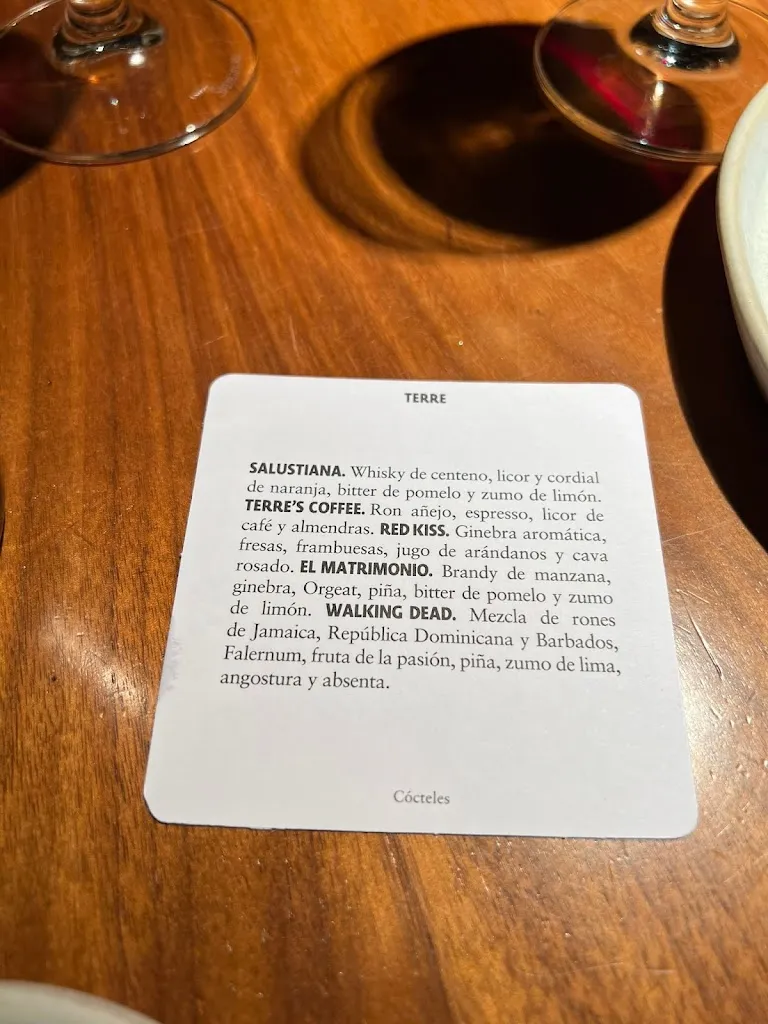 TERRE
SALUSTIANA. Whisky de centeno, licor y cordial
de naranja, bitter de pomelo y zumo de limón.
TERRE'S COFFEE. Ron añejo, espresso, licor de
café y almendras. RED KISS. Ginebra aromática,
fresas, frambuesas, jugo de arándanos y cava
rosado. EL MATRIMONIO. Brandy de manzana,
ginebra, Orgeat, piña, bitter de pomelo y zumo
de limón. WALKING DEAD. Mezcla de rones
de Jamaica, República Dominicana y Barbados,
Falernum, fruta de la pasión, piña, zumo de lima,
angostura y absenta.
Cócteles